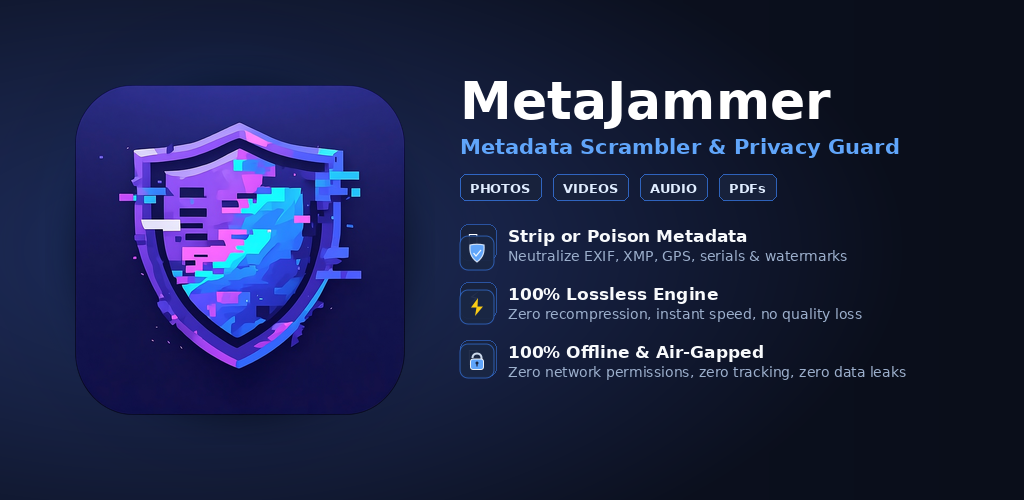 MetaJammer
Metadata Scrambler & Privacy Guard
PHOTOS VIDEOS AUDIO PDFs
Strip or Poison Metadata
Neutralize EXIF, XMP, GPS, serials & watermarks
100% Lossless Engine
Zero recompression, instant speed, no quality loss
100% Offline & Air-Gapped
Zero network permissions, zero tracking, zero data leaks